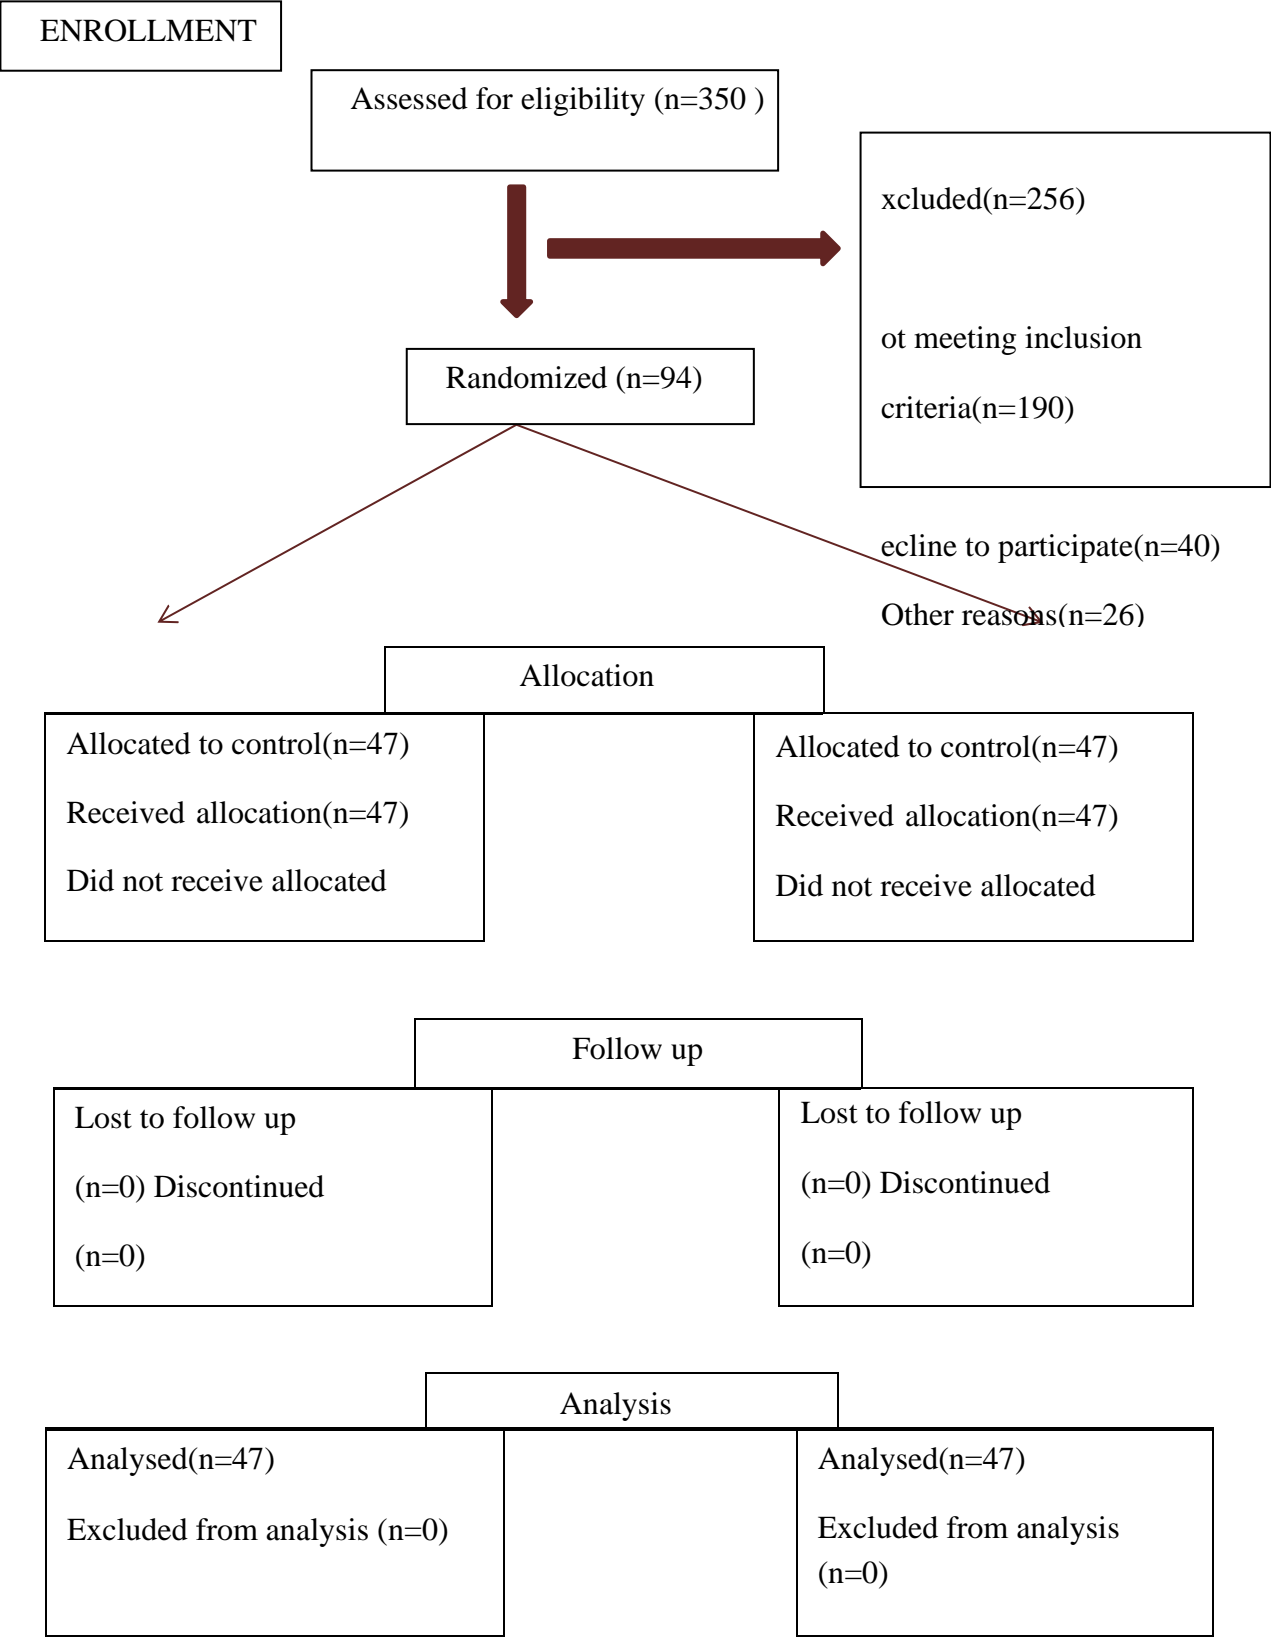 ENROLLMENT
Assessed for eligibility (n=350 )
xcluded(n=256)
ot meeting inclusion
criteria(n=190)
ecline to participate(n=40)
Other reasons(n=26)
Randomized (n=94)
Allocation
Allocated to control(n=47)
Received allocation(n=47)
Did not receive allocated
Allocated to control(n=47)
Received allocation(n=47)
Did not receive allocated
Follow up
Lost to follow up
(n=0) Discontinued
(n=0)
Lost to follow up
(n=0) Discontinued
(n=0)
Analysis
Analysed(n=47)
Excluded from analysis (n=0)
Analysed(n=47)
Excluded from analysis
(n=0)